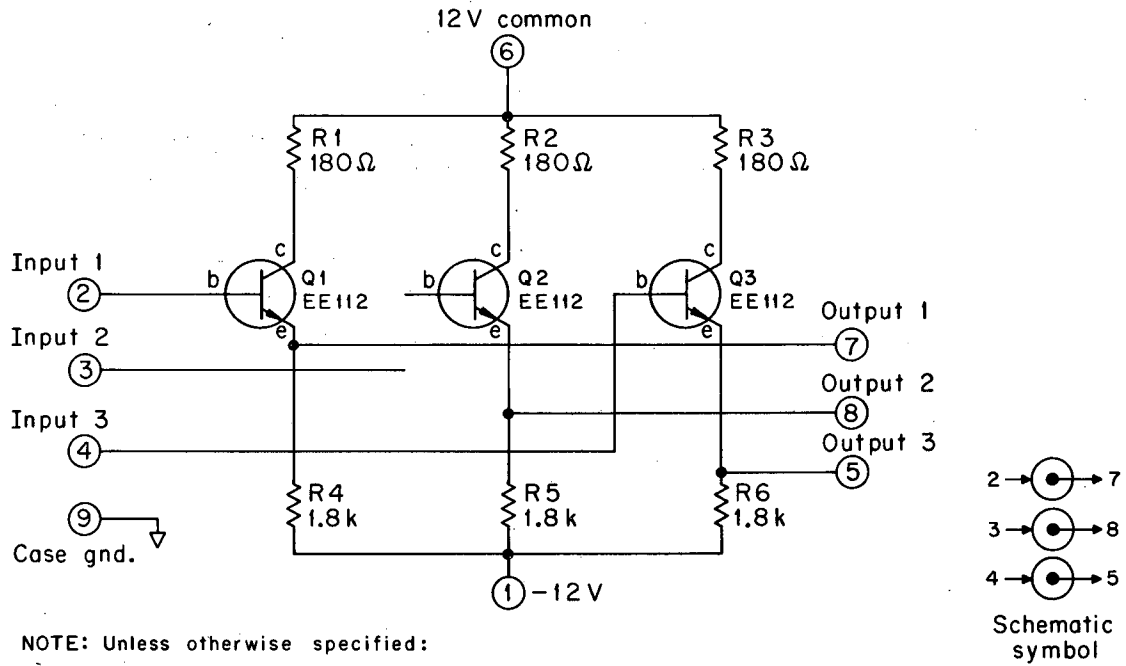 12V common
6
R1
180Ω
R2
180Ω
R3
180Ω
Input 1
2
b
c
e
Q1
EE112
b
c
e
Q2
EE112
b
c
e
Q3
EE112
Input 2
3
Output 1
7
Input 3
4
Output 2
8
Output 3
5
9
Case gnd.
R4
1.8k
R5
1.8k
R6
1.8k
1
-12V
2 7
3 8
4 5
Schematic
symbol
NOTE: Unless otherwise specified: